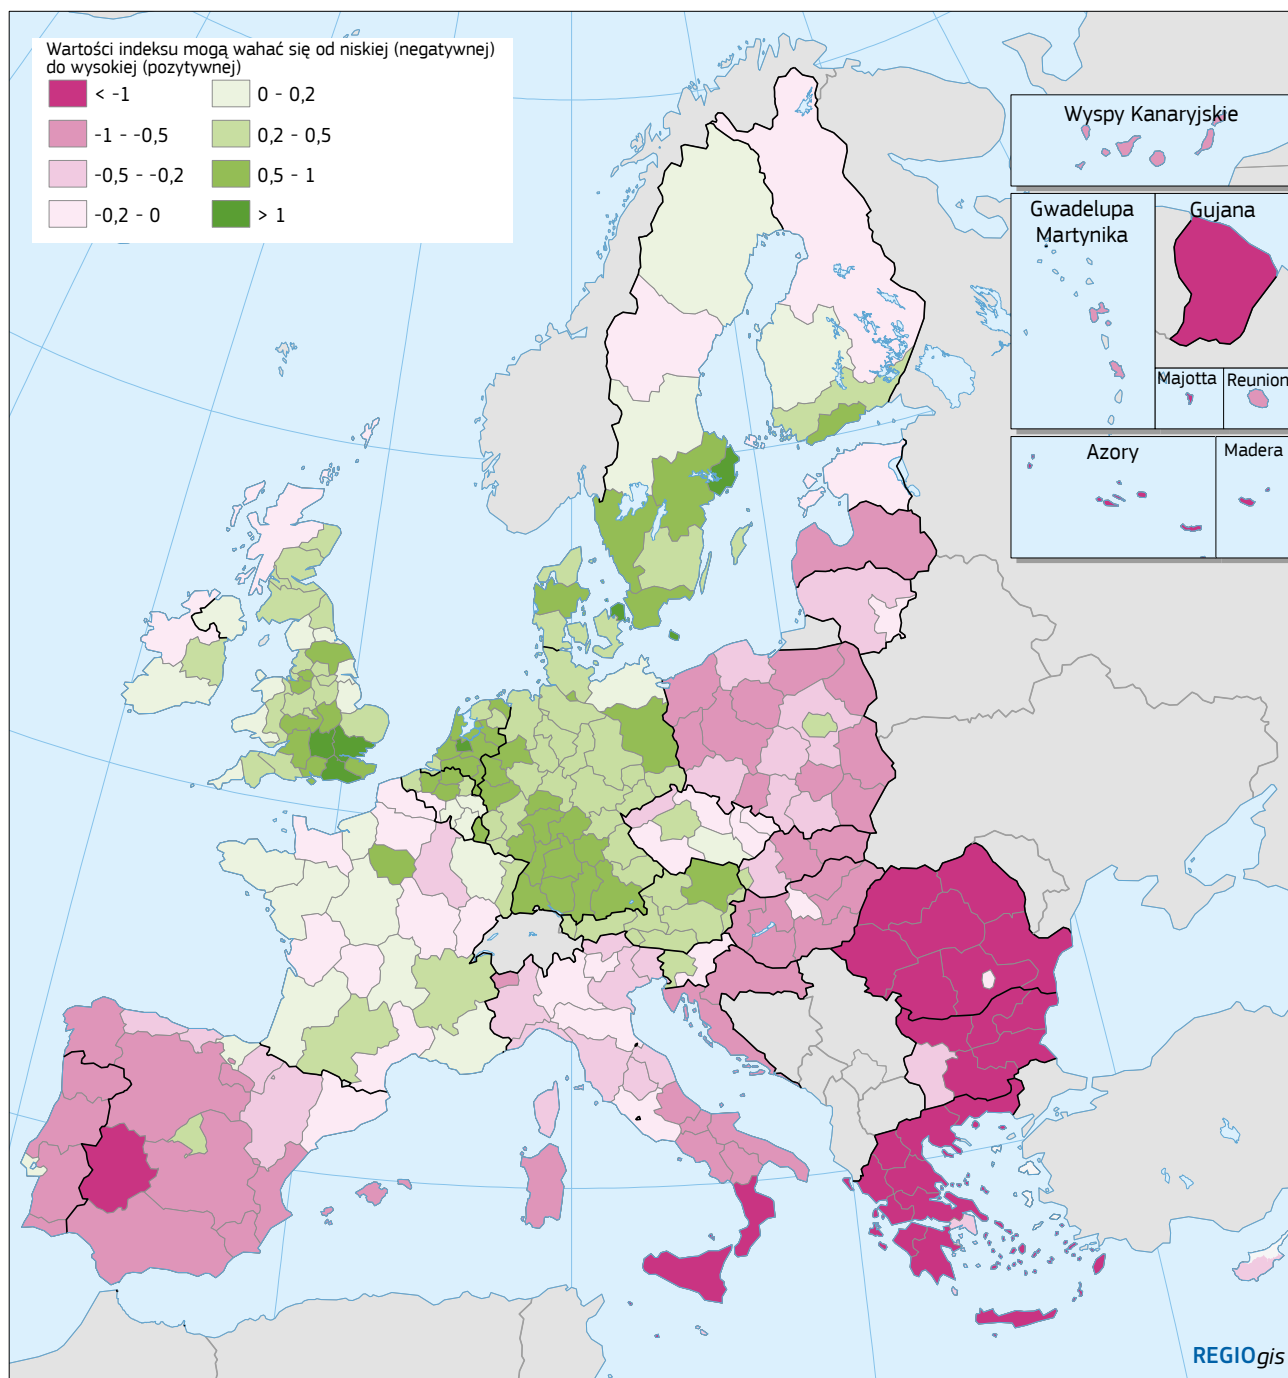 Wartości indeksu mogą wahać się od niskiej (negatywnej)
do wysokiej (pozytywnej)
< -1
-1 - -0,5
-0,5 - -0,2
-0,2 - 0
0 - 0,2
0,2 - 0,5
0,5 - 1
> 1
Wyspy Kanaryjskie
Gwadelupa
Martynika
Gujana
Majotta
Reunion
Azory
Madera
REGIOgis